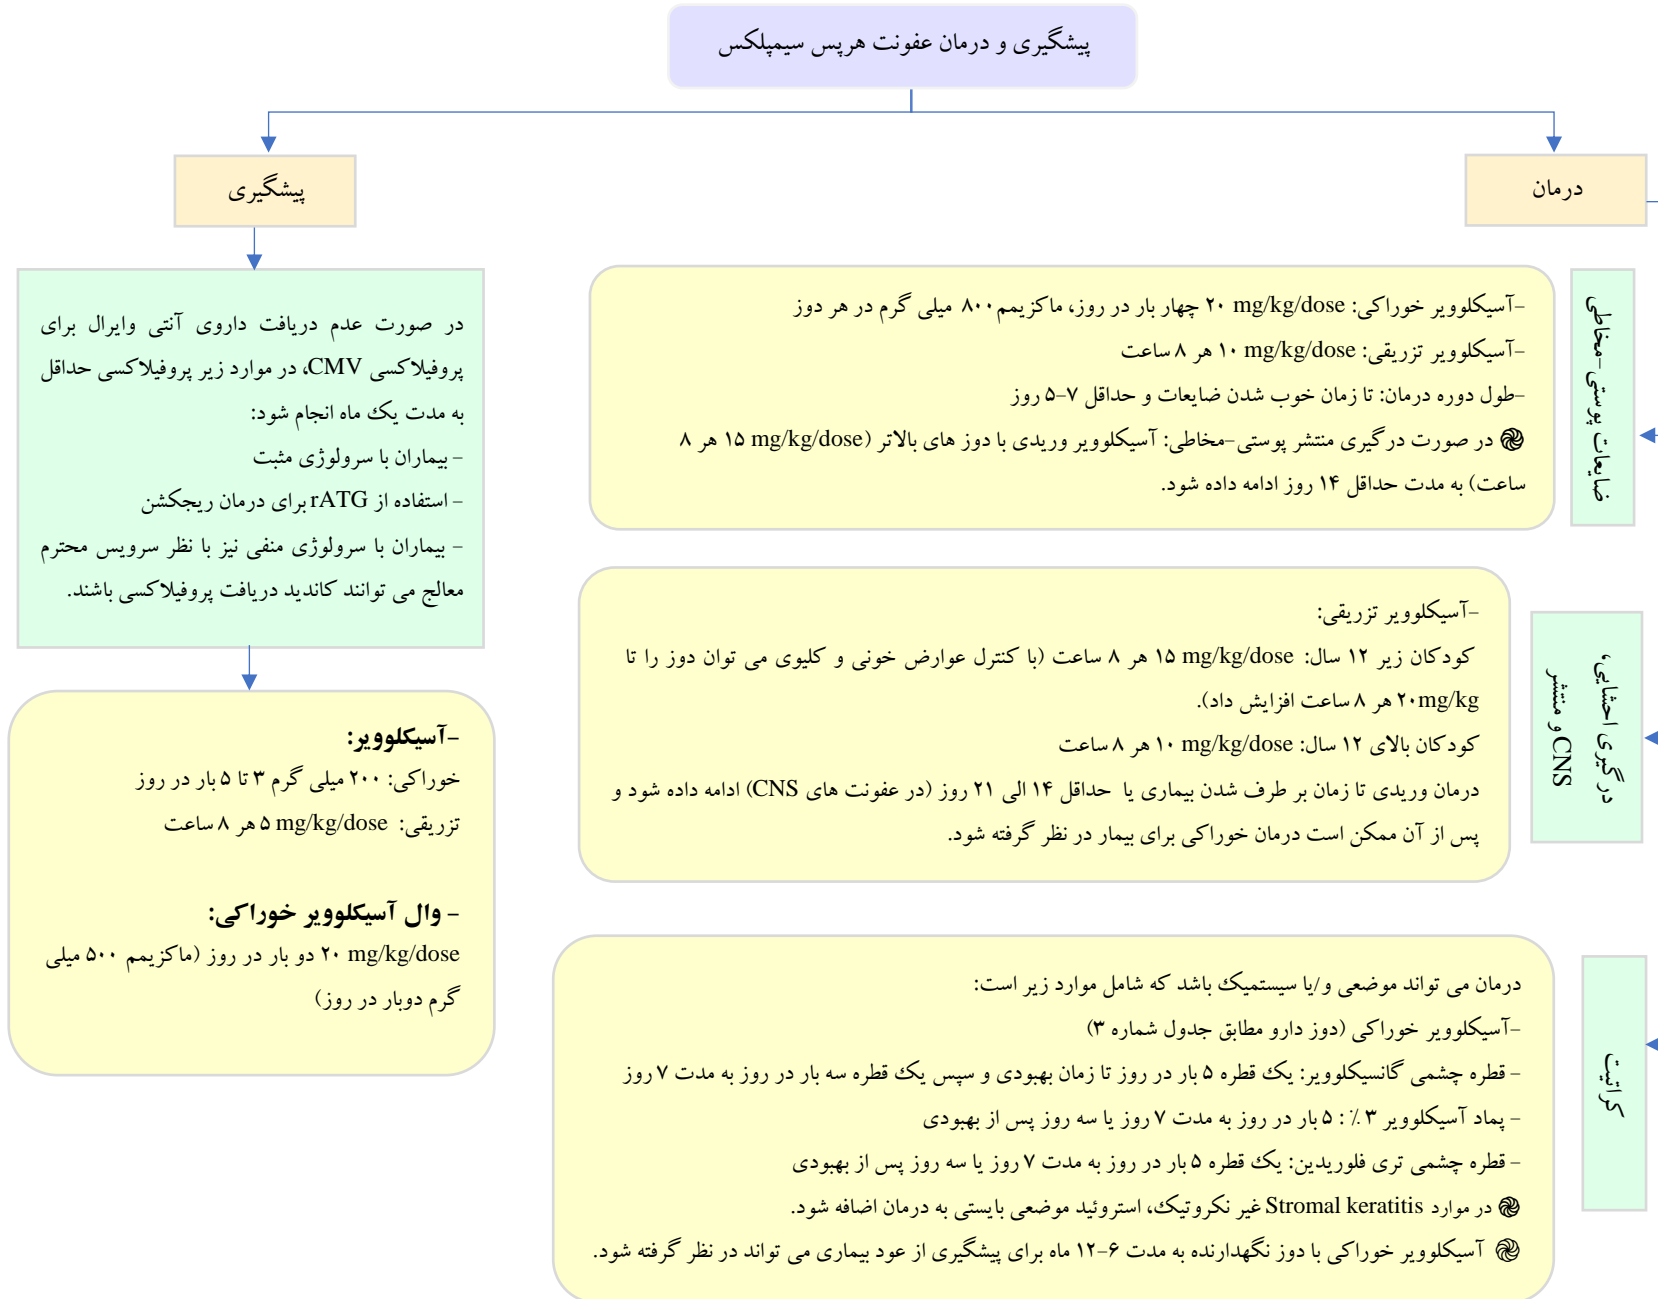 پیشگیری و درمان عفونت هرپس سیمپلکس
درمان
ضایعات پوستی-مخاطی
-آسیکلوویر خوراکی: ۲۰ mg/kg/dose چهار بار در روز، ماکزیمم۸۰۰ میلی گرم در هر دوز
-آسیکلوویر تزریقی: ۱۰ mg/kg/dose هر ۸ ساعت
-طول دوره درمان: تا زمان خوب شدن ضایعات و حداقل ۷-۵ روز
֍ در صورت درگیری منتشر پوستی-مخاطی: آسیکلوویر وریدی با دوز های بالاتر (۱۵ mg/kg/dose هر ۸
ساعت) به مدت حداقل ۱۴ روز ادامه داده شود.
درگیری احشایی،
CNS و منتشر
-آسیکلوویر تزریقی:
کودکان زیر ۱۲ سال: ۱۵ mg/kg/dose هر ۸ ساعت (با کنترل عوارض خونی و کلیوی می توان دوز را تا
۲۰mg/kg هر ۸ ساعت افزایش داد).
کودکان بالای ۱۲ سال: ۱۰ mg/kg/dose هر ۸ ساعت
درمان وریدی تا زمان بر طرف شدن بیماری یا حداقل ۱۴ الی ۲۱ روز (در عفونت های CNS) ادامه داده شود و
پس از آن ممکن است درمان خوراکی برای بیمار در نظر گرفته شود.
کراتیت
درمان می تواند موضعی و/یا سیستمیک باشد که شامل موارد زیر است:
-آسیکلوویر خوراکی (دوز دارو مطابق جدول شماره ۳)
- قطره چشمی گانسیکلوویر: یک قطره ۵ بار در روز تا زمان بهبودی و سپس یک قطره سه بار در روز به مدت ۷ روز
- پماد آسیکلوویر ۳ ٪ : ۵ بار در روز به مدت ۷ روز یا سه روز پس از بهبودی
- قطره چشمی تری فلوریدین: یک قطره ۵ بار در روز به مدت ۷ روز یا سه روز پس از بهبودی
֍ در موارد Stromal keratitis غیر نکروتیک، استروئید موضعی بایستی به درمان اضافه شود.
֍ آسیکلوویر خوراکی با دوز نگهدارنده به مدت ۶-۱۲ ماه برای پیشگیری از عود بیماری می تواند در نظر گرفته شود.
پیشگیری
در صورت عدم دریافت داروی آنتی وایرال برای
پروفیلاکسی CMV، در موارد زیر پروفیلاکسی حداقل
به مدت یک ماه انجام شود:
- بیماران با سرولوژی مثبت
- استفاده از rATG برای درمان ریجکشن
- بیماران با سرولوژی منفی نیز با نظر سرویس محترم
معالج می توانند کاندید دریافت پروفیلاکسی باشند.
-آسیکلوویر:
خوراکی: ۲۰۰ میلی گرم ۳ تا ۵ بار در روز
تزریقی: ۵ mg/kg/dose هر ۸ ساعت
- وال آسیکلوویر خوراکی:
۲۰ mg/kg/dose دو بار در روز (ماکزیمم ۵۰۰ میلی
گرم دوبار در روز)